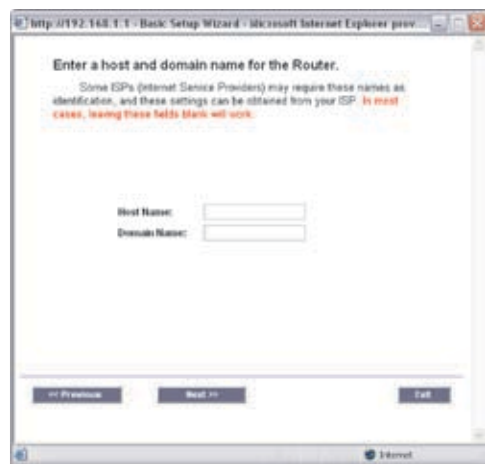 http://192.168.1.1 - Basic Setup Wizard - Microsoft Internet Explorer prov...
Enter a host and domain name for the Router.
Some ISPs (Internet Service Providers) may require these names as
identification, and these settings can be obtained from your ISP. In most
cases, leaving these fields blank will work.
Host Name:
Domain Name:
<< Previous
Next >>
Exit
Internet